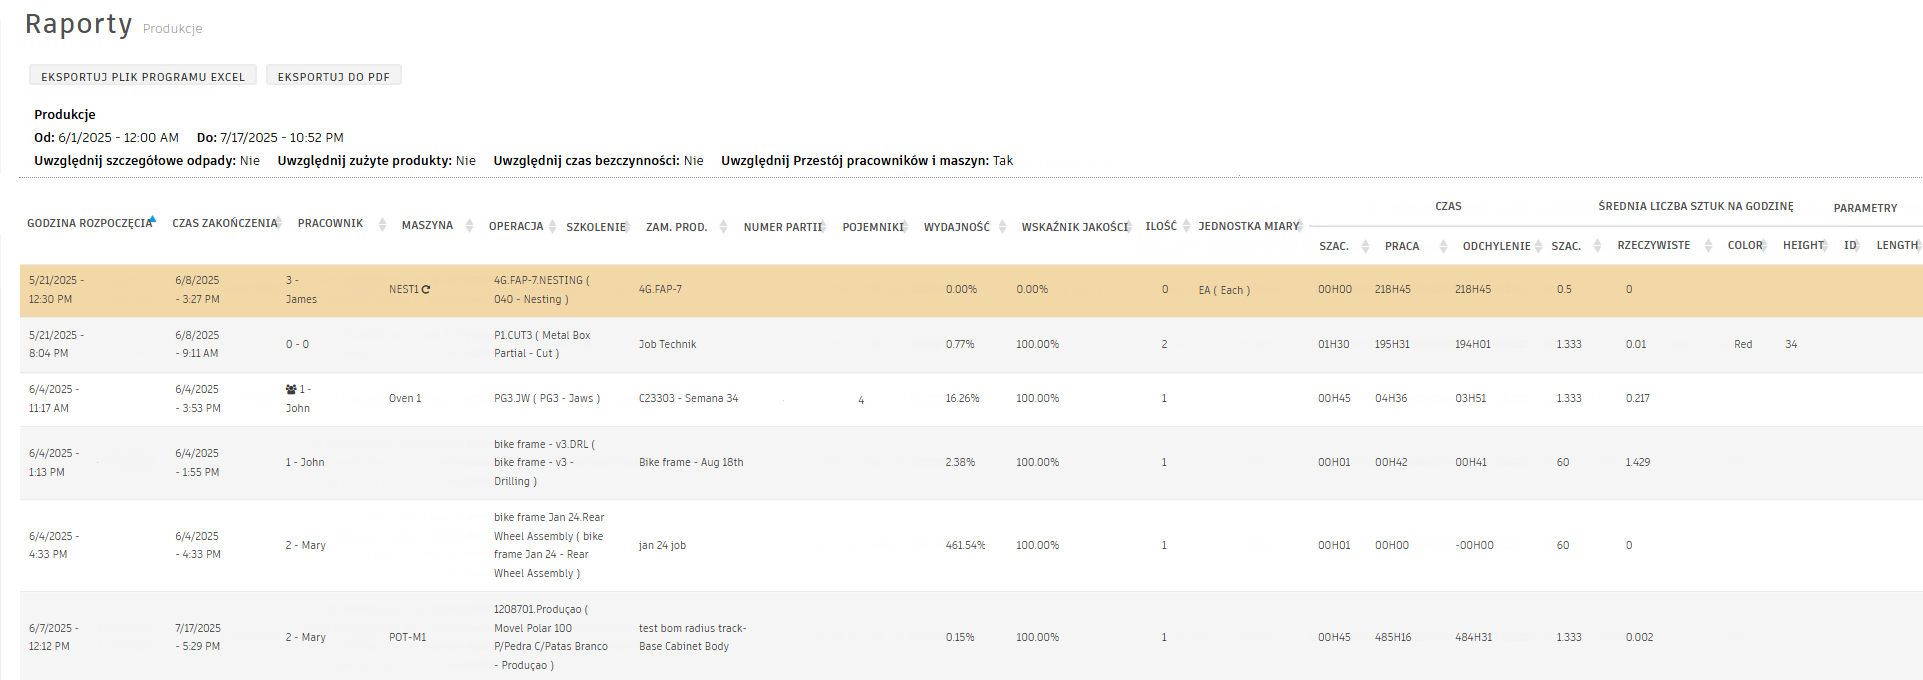 Raporty Produkcje
EKSPORTUJ PLIK PROGRAMU EXCEL EKSPORTUJ DO PDF
Produkcje
Od: 6/1/2025 - 12:00 AM Do: 7/17/2025 - 10:52 PM
Uwzględnij szczegółowe odpady: Nie Uwzględnij zużyte produkty: Nie Uwzględnij czas bezczynności: Nie Uwzględnij Przestój pracowników i maszyn: Tak
CZAS ŚREDNIA LICZBA SZTUK NA GODZINĘ PARAMETRY
GODZINA ROZPOCZĘCIA CZAS ZAKOŃCZENIA PRACOWNIK MASZYNA OPERACJA SZKOLENIE ZAM. PROD. NUMER PARTII POJEMNIKI WYDAJNOŚĆ WSKAŹNIK JAKOŚCI ILOŚĆ JEDNOSTKA MIARY
SZAC. PRACA ODCHYLENIE SZAC. RZECZYWISTE COLOR HEIGHT ID LENGTH
5/21/2025 - 6/8/2025 3 - 4G.FAP-7.NESTING (
NEST1 4G.FAP-7 0.00% 0.00% 0 EA ( Each ) 00H00 218H45 218H45 0.5 0
12:30 PM - 3:27 PM James 040 - Nesting )
5/21/2025 - 6/8/2025 P1.CUT3 ( Metal Box
0 - 0 Job Technik 0.77% 100.00% 2 01H30 195H31 194H01 1.333 0.01 Red 34
8:04 PM - 9:11 AM Partial - Cut )
6/4/2025 - 6/4/2025 1 -
Oven 1 PG3.JW ( PG3 - Jaws ) C23303 - Semana 34 4 16.26% 100.00% 1 00H45 04H36 03H51 1.333 0.217
11:17 AM - 3:53 PM John
bike frame - v3.DRL (
6/4/2025 - 6/4/2025
1 - John bike frame - v3 - Bike frame - Aug 18th 2.38% 100.00% 1 00H01 00H42 00H41 60 1.429
1:13 PM - 1:55 PM
Drilling )
bike frame Jan 24.Rear
6/4/2025 - 6/4/2025 Wheel Assembly ( bike
2 - Mary jan 24 job 461.54% 100.00% 1 00H01 00H00 -00H00 60 0
4:33 PM - 4:33 PM frame Jan 24 - Rear
Wheel Assembly )
1208701.Produçao (
6/7/2025 - 7/17/2025 Movel Polar 100 test bom radius track-
2 - Mary POT-M1 0.15% 100.00% 1 00H45 485H16 484H31 1.333 0.002
12:12 PM - 5:29 PM P/Pedra C/Patas Branco Base Cabinet Body
- Produçao )